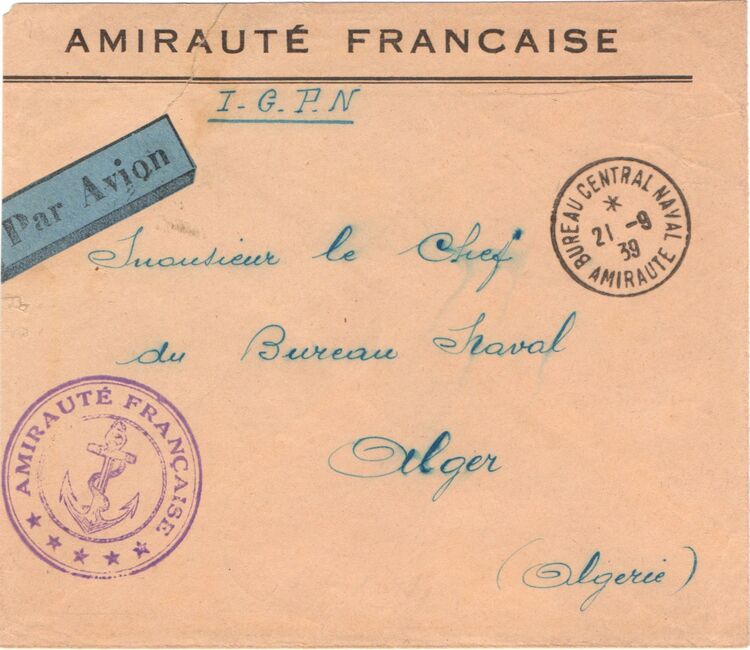 AMIRAUTÉ FRANCAISE
I-G.P.N
Par Avion
BUREAU CENTRAL NAVAL
*
21 -9
39
AMIRAUTE
Monsieur le Chef
du Bureau Naval
Alger
(Algerie)
AMIRAUTÉ FRANÇAISE
★ ★ ★ ★ ★